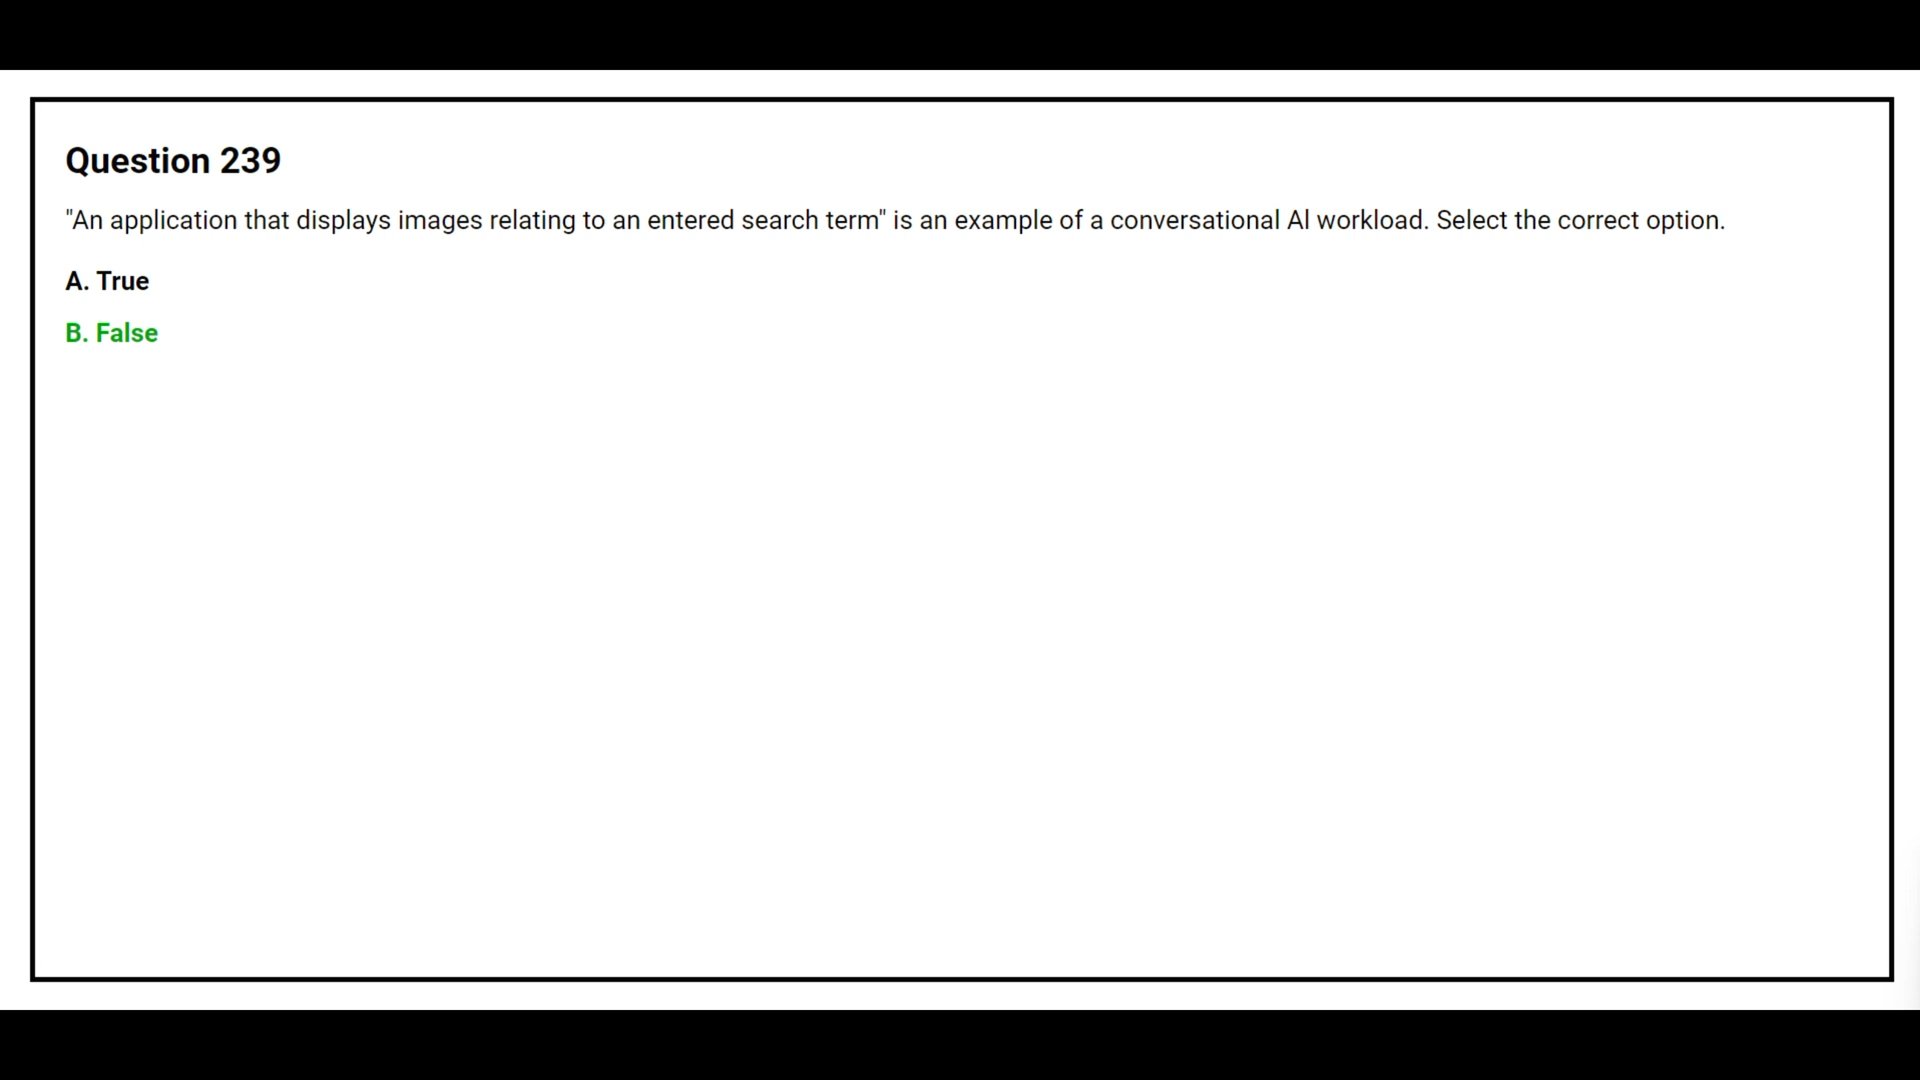 Question 239
"An application that displays images relating to an entered search term" is an example of a conversational AI workload. Select the correct option.
A. True
B. False